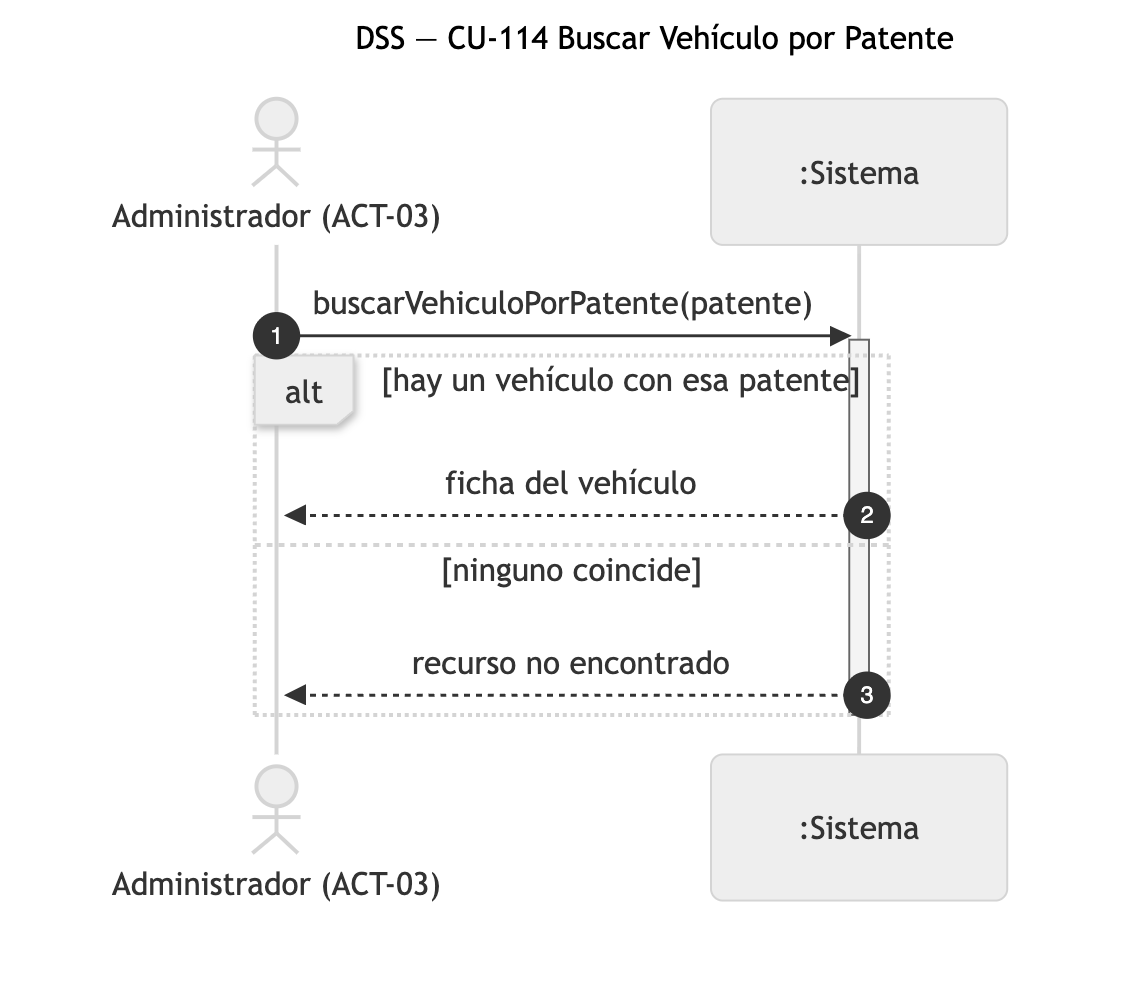 DSS — CU-114 Buscar Vehículo por Patente
Administrador (ACT-03)
:Sistema
buscarVehiculoPorPatente(patente)
1
alt
[hay un vehículo con esa patente]
ficha del vehículo
2
[ninguno coincide]
recurso no encontrado
3
Administrador (ACT-03)
:Sistema